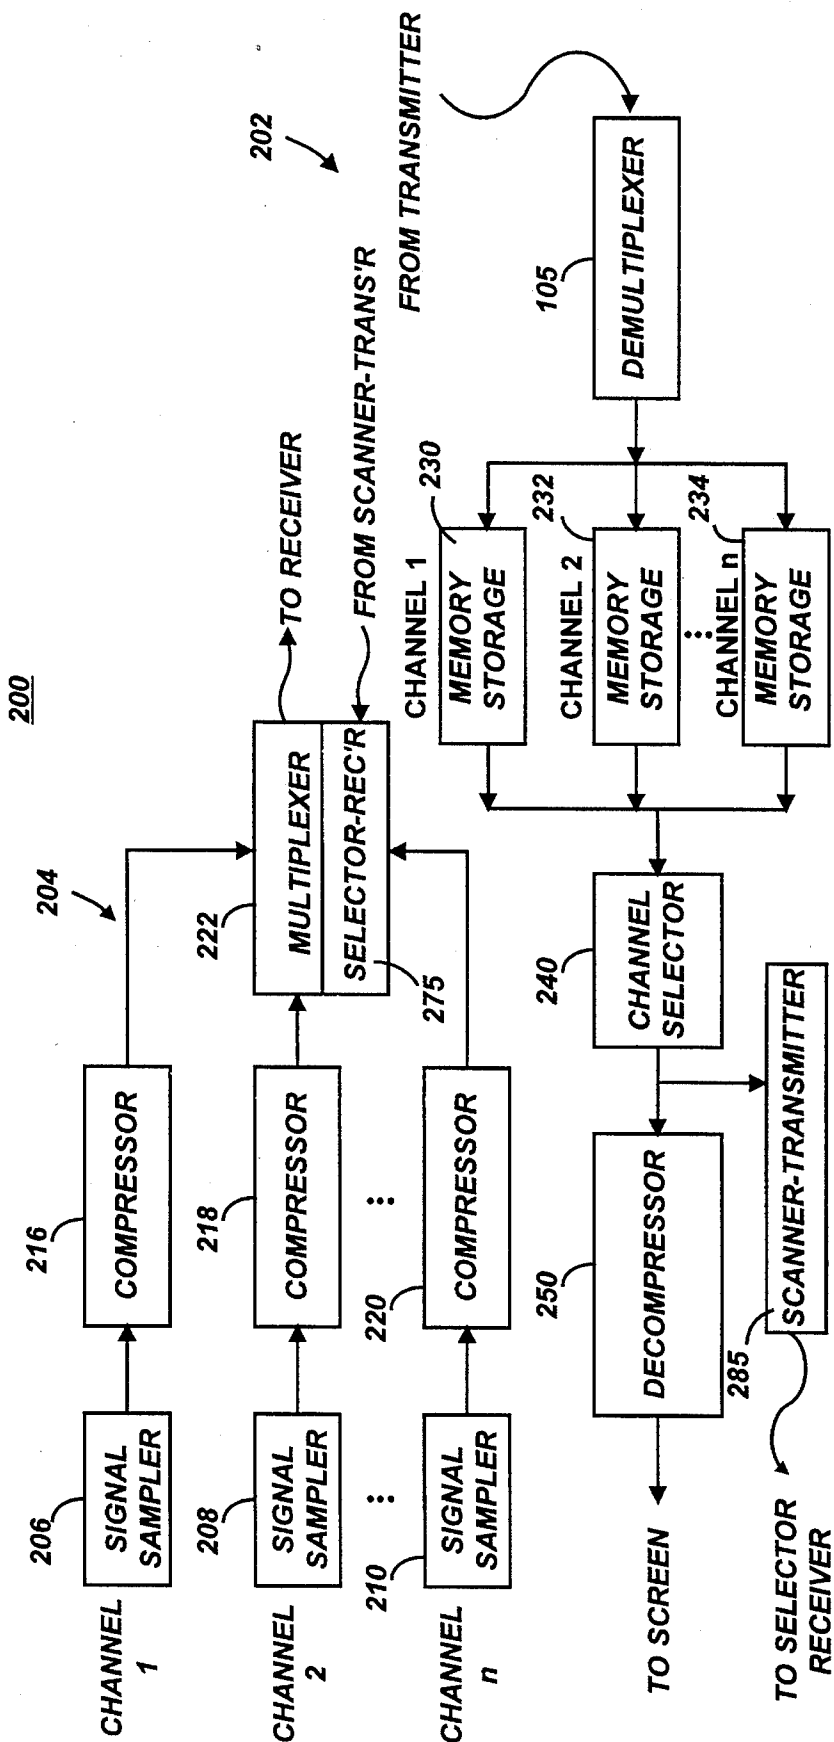 200
204
202
CHANNEL
1
206
SIGNAL
SAMPLER
216
COMPRESSOR
CHANNEL
2
208
SIGNAL
SAMPLER
218
COMPRESSOR
222
MULTIPLEXER
TO RECEIVER
SELECTOR-REC'R
275
FROM SCANNER-TRANS'R
CHANNEL
n
210
SIGNAL
SAMPLER
220
COMPRESSOR
FROM TRANSMITTER
105
DEMULTIPLEXER
CHANNEL 1
230
MEMORY
STORAGE
CHANNEL 2
232
MEMORY
STORAGE
CHANNEL n
234
MEMORY
STORAGE
240
CHANNEL
SELECTOR
250
DECOMPRESSOR
TO SCREEN
285
SCANNER-TRANSMITTER
TO SELECTOR
RECEIVER